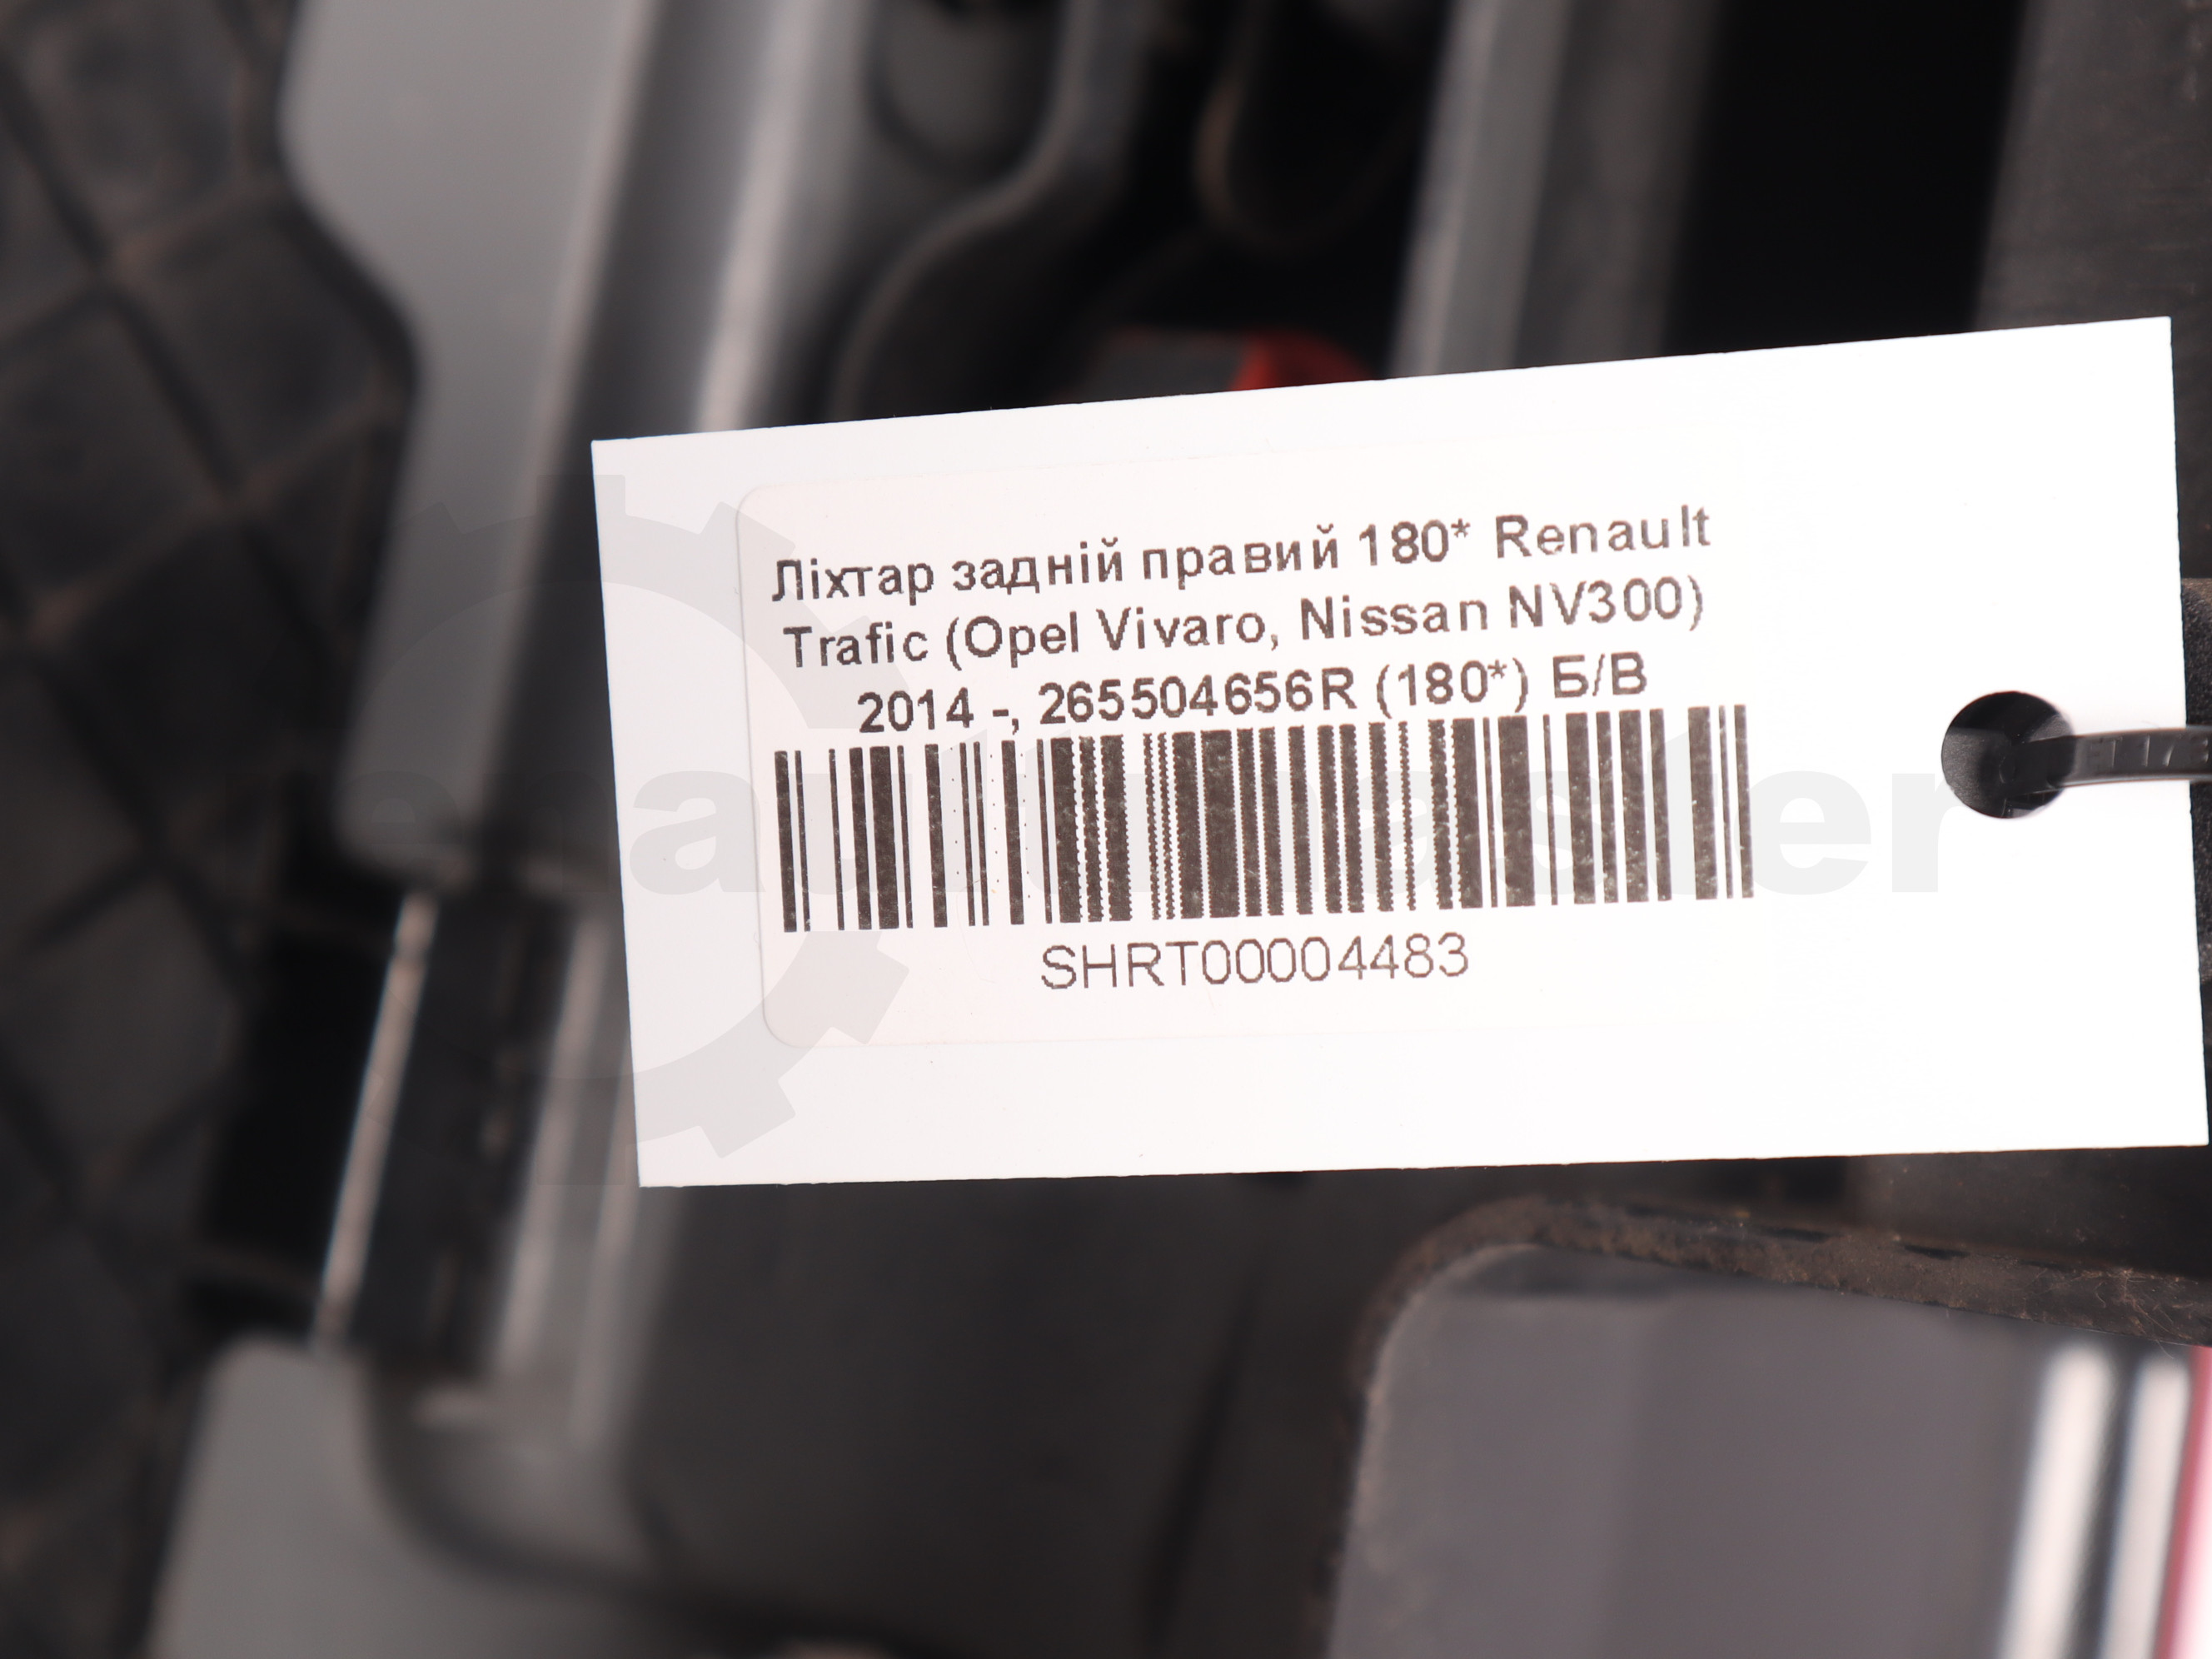 Ліхтар задній правий 180* Renault
Trafic (Opel Vivaro, Nissan NV300)
2014 -, 265504656R (180*) Б/В
SHRT00004483